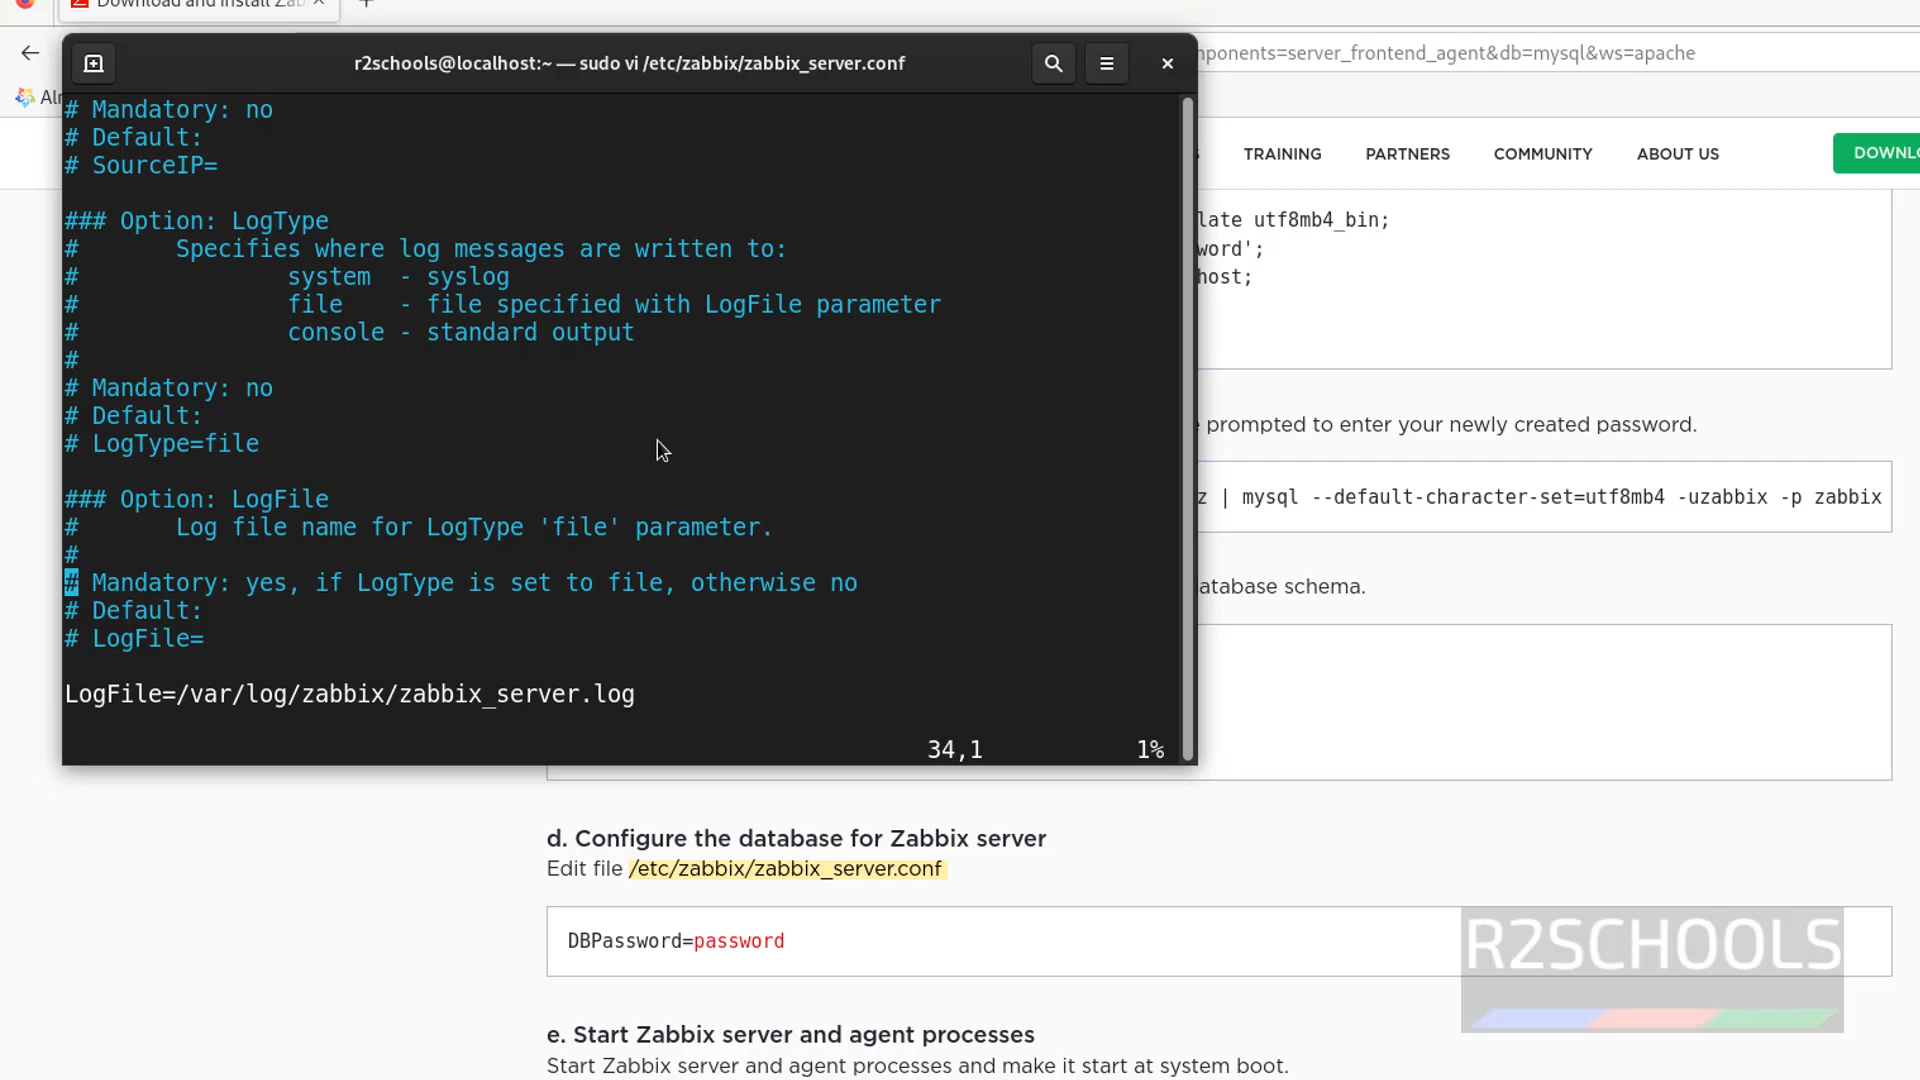 Download and install Zab
r2schools@localhost:~ — sudo vi /etc/zabbix/zabbix_server.conf
ponents=server_frontend_agent&db=mysql&ws=apache
# Mandatory: no
# Default:
# SourceIP=
TRAINING
PARTNERS
COMMUNITY
ABOUT US
DOWNLO
### Option: LogType
# Specifies where log messages are written to:
# system - syslog
# file - file specified with LogFile parameter
# console - standard output
#
# Mandatory: no
# Default:
# LogType=file
### Option: LogFile
# Log file name for LogType 'file' parameter.
#
# Mandatory: yes, if LogType is set to file, otherwise no
# Default:
# LogFile=
LogFile=/var/log/zabbix/zabbix_server.log
34,1 1%
late utf8mb4_bin;
word';
host;
prompted to enter your newly created password.
z | mysql --default-character-set=utf8mb4 -uzabbix -p zabbix
atabase schema.
d. Configure the database for Zabbix server
Edit file /etc/zabbix/zabbix_server.conf
DBPassword=password
R2SCHOOLS
e. Start Zabbix server and agent processes
Start Zabbix server and agent processes and make it start at system boot.